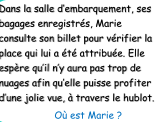 Dans la salle d'embarquement, ses
bagages enregistrés, Marie
consulte son billet pour vérifier la
place qui lui a été attribuée. Elle
espère qu'il n'y aura pas trop de
nuages afin qu'elle puisse profiter
d'une jolie vue, à travers le hublot.
Où est Marie ?